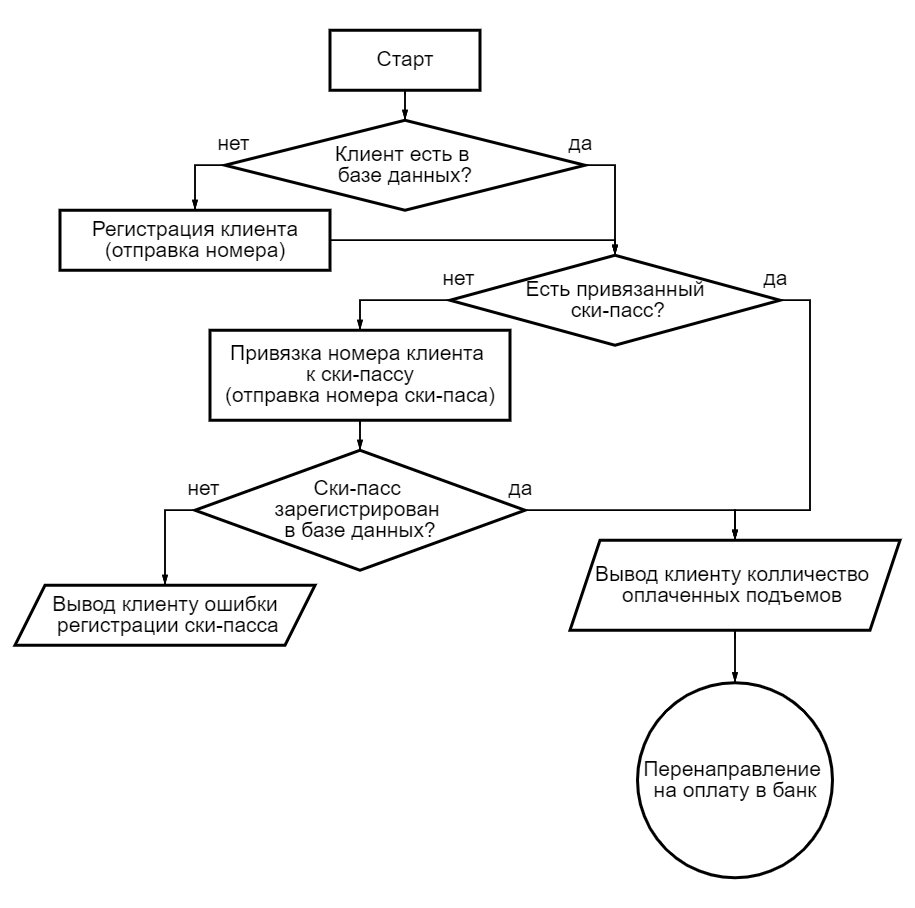 Старт
нет
да
Клиент есть в
базе данных?
Регистрация клиента
(отправка номера)
нет
да
Есть привязанный
ски-пасс?
Привязка номера клиента
к ски-пассу
(отправка номера ски-паса)
нет
да
Ски-пасс
зарегистрирован
в базе данных?
Вывод клиенту ошибки
регистрации ски-пасса
Вывод клиенту колличество
оплаченных подъемов
Перенаправление
на оплату в банк